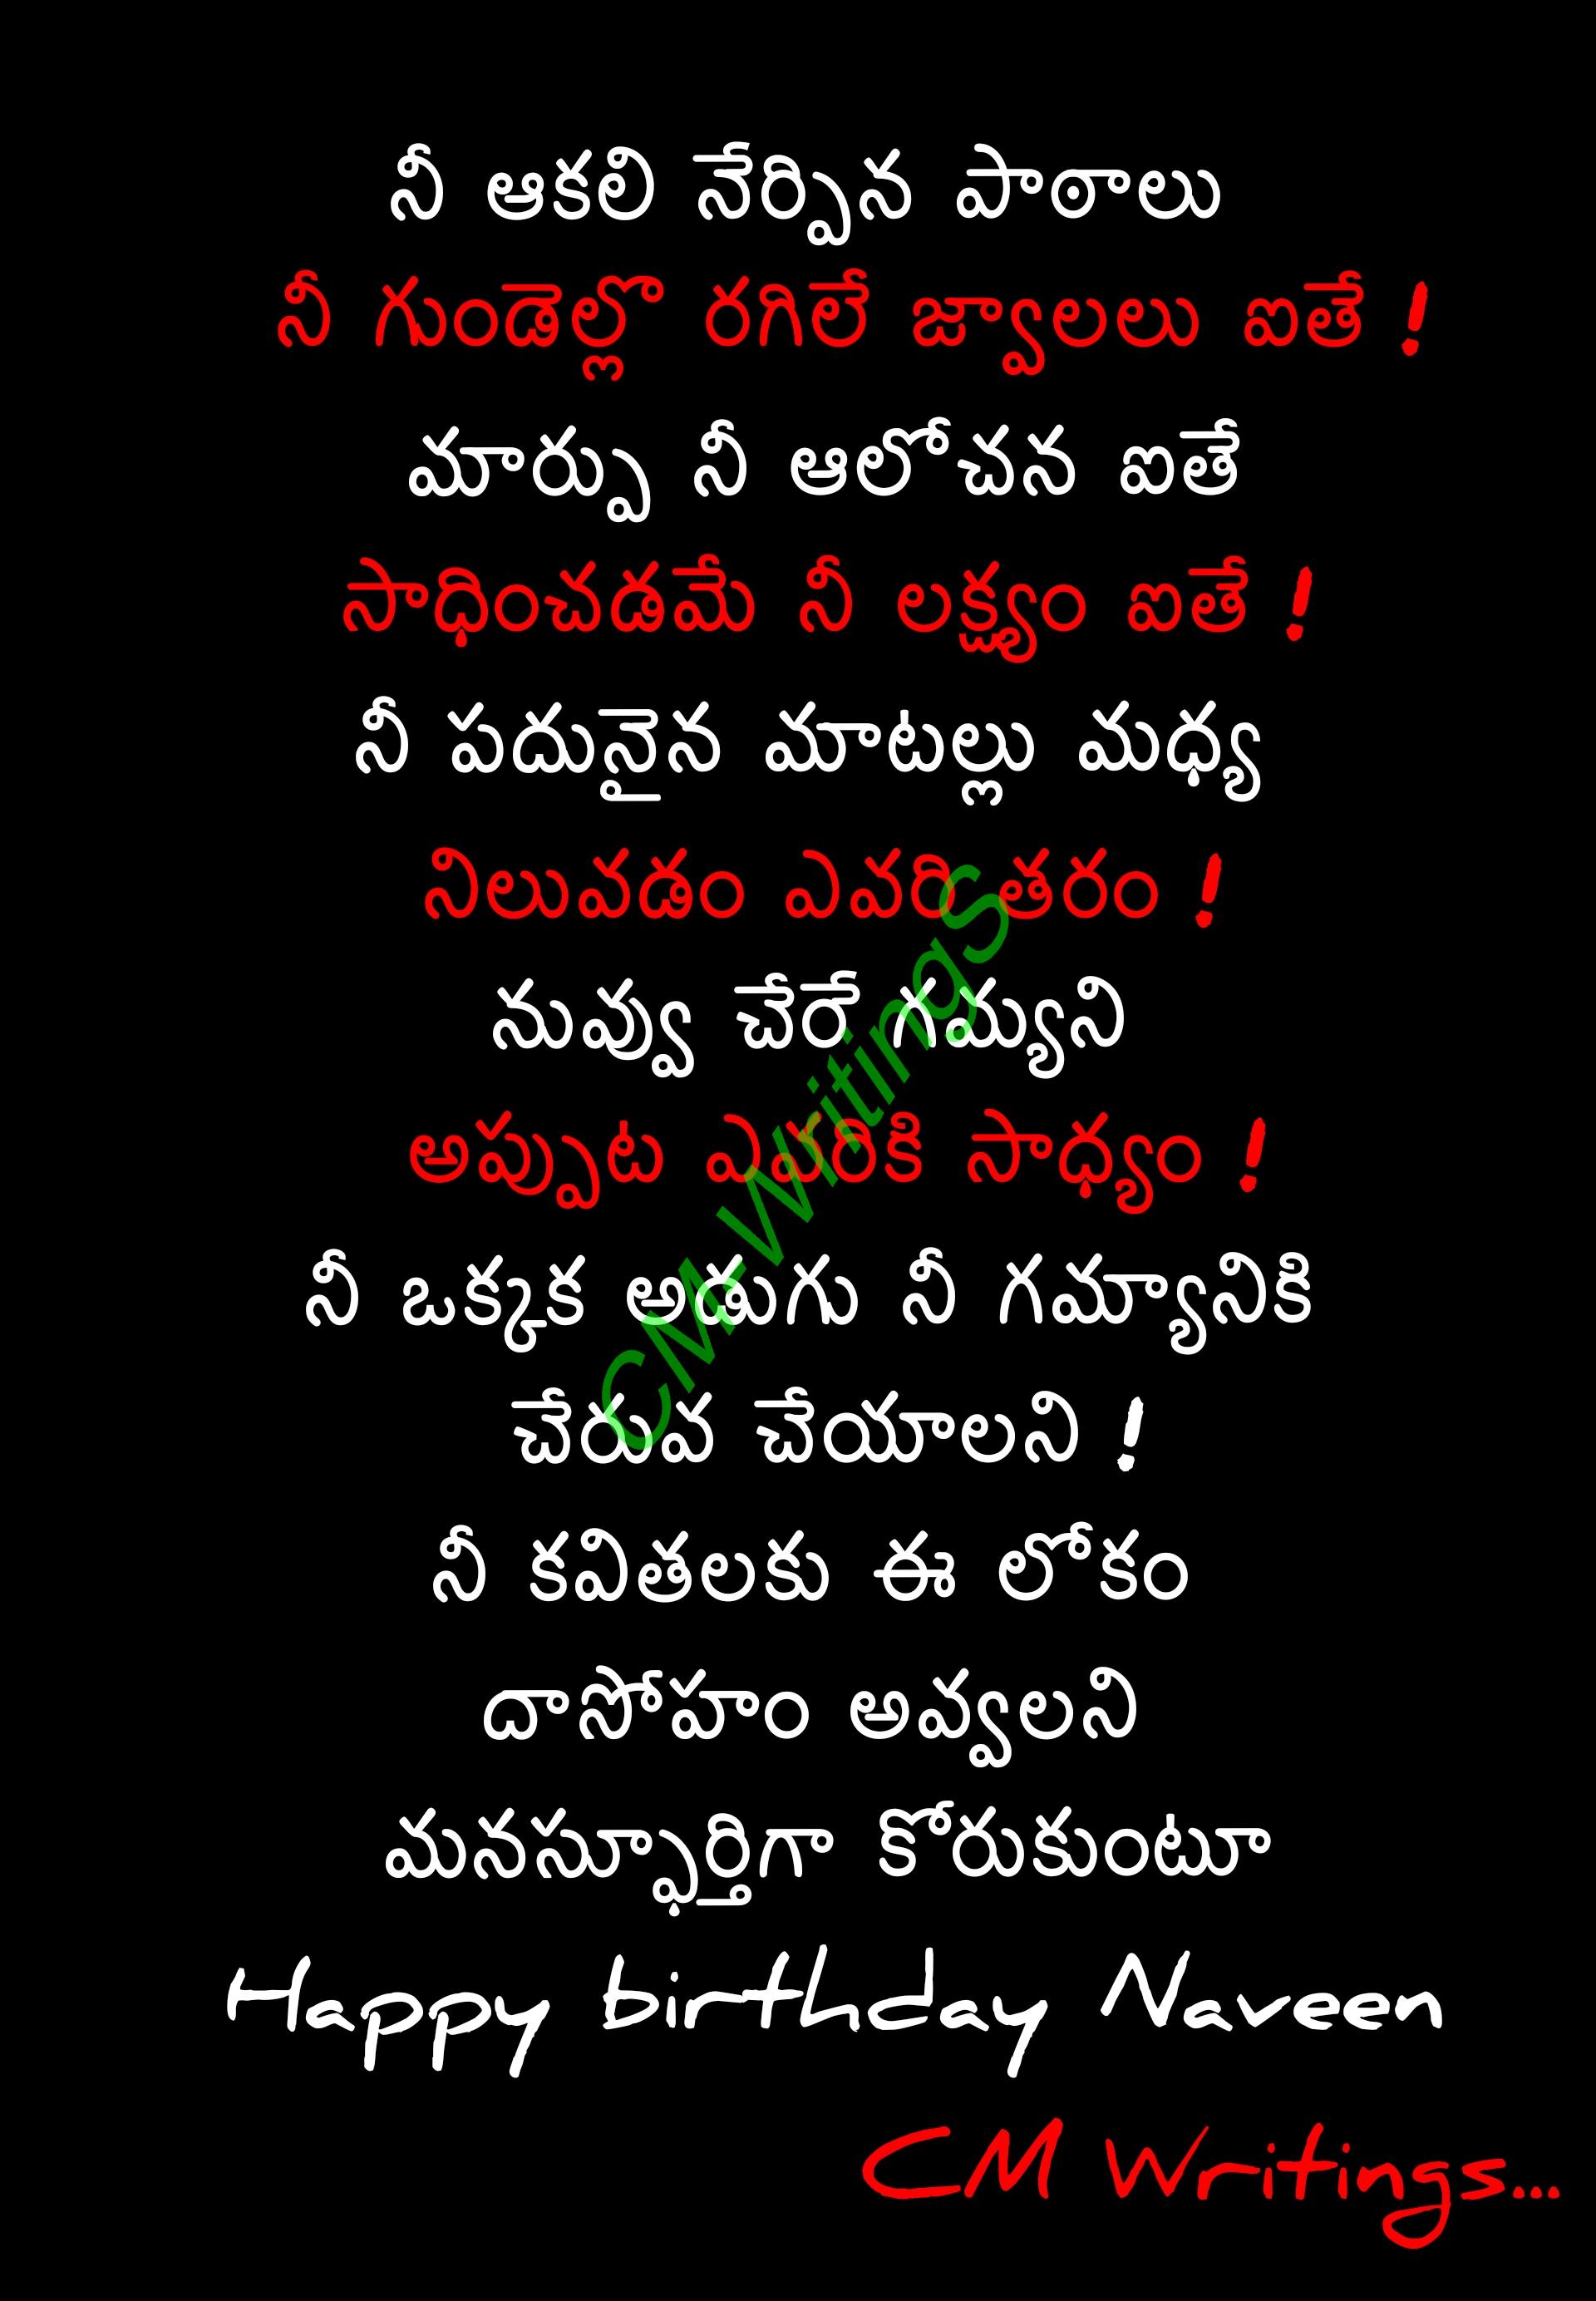 నీ ఆకలి నేర్పిన పాఠాలు
నీ గుండెల్లొ రగిలే జ్వాలలు ఐతే !
మార్పు నీ ఆలోచన ఐతే
సాధించడమే నీ లక్ష్యం ఐతే !
నీ పదునైన మాటల్లు మధ్య
నిలువడం ఎవరి తరం !
నువ్వు చేరే గమ్యని
అప్పుట ఎవరికి సాధ్యం !
నీ ఒక్కక అడుగు నీ గమ్యానికి
చేరువ చేయాలని !
నీ కవితలకు ఈ లోకం
దాసోహం అవ్వలని
మనస్ఫూర్తిగా కోరుకుంటూ
Happy birthday Naveen
CM Writings...
CM Writings